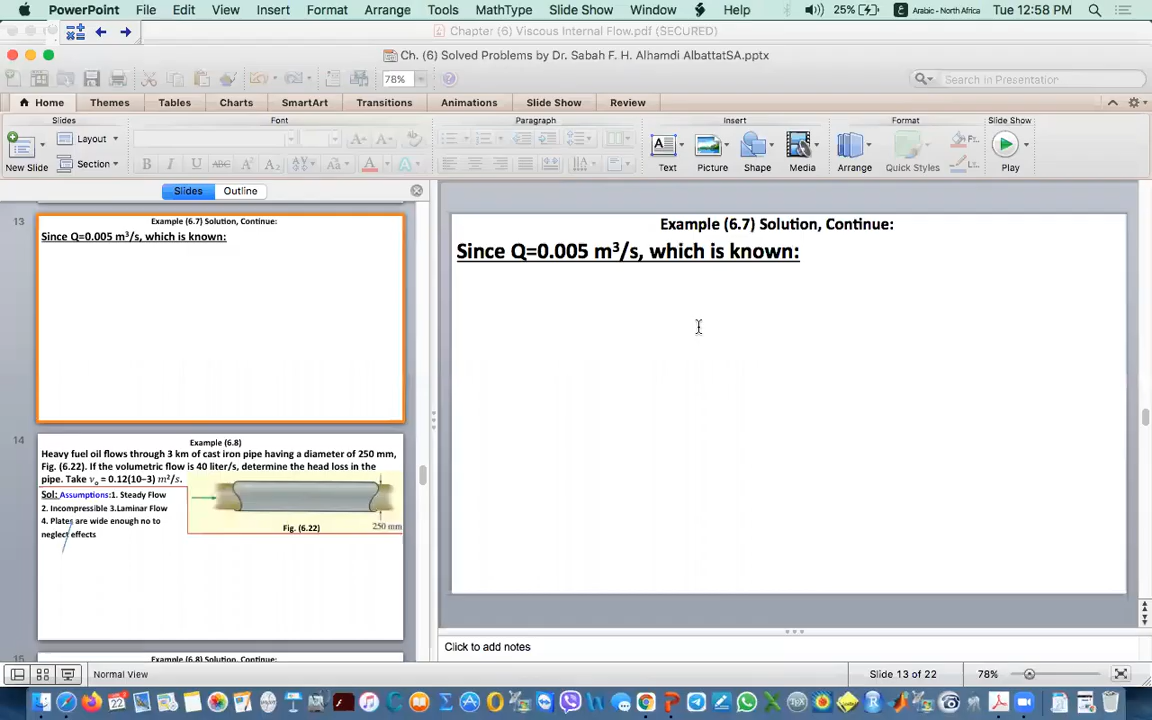 PowerPoint File Edit View Insert Format Arrange Tools MathType Slide Show Window Help 25% Arabic - North Africa Tue 12:58 PM
Chapter (6) Viscous Internal Flow.pdf (SECURED)
Ch. (6) Solved Problems by Dr. Sabah F. H. Alhamdi AlbattatSA.pptx
78% Search in Presentation
Home Themes Tables Charts SmartArt Transitions Animations Slide Show Review
Slides Font Paragraph Insert Format Slide Show
Layout
Section
B I U ABC A² A₂
New Slide Text Picture Shape Media Arrange Quick Styles Play
Slides Outline
13
Example (6.7) Solution, Continue:
Since Q=0.005 m³/s, which is known:
14
Example (6.8)
Heavy fuel oil flows through 3 km of cast iron pipe having a diameter of 250 mm,
Fig. (6.22). If the volumetric flow is 40 liter/s, determine the head loss in the
pipe. Take 𝜈ₒ = 0.12(10−3) 𝑚²/𝑠.
Sol: Assumptions:1. Steady Flow
2. Incompressible 3.Laminar Flow
4. Plates are wide enough no to
neglect effects
Fig. (6.22)
250 mm
Example (6.8) Solution, Continue:
Example (6.7) Solution, Continue:
Since Q=0.005 m³/s, which is known:
Click to add notes
Normal View Slide 13 of 22 78%